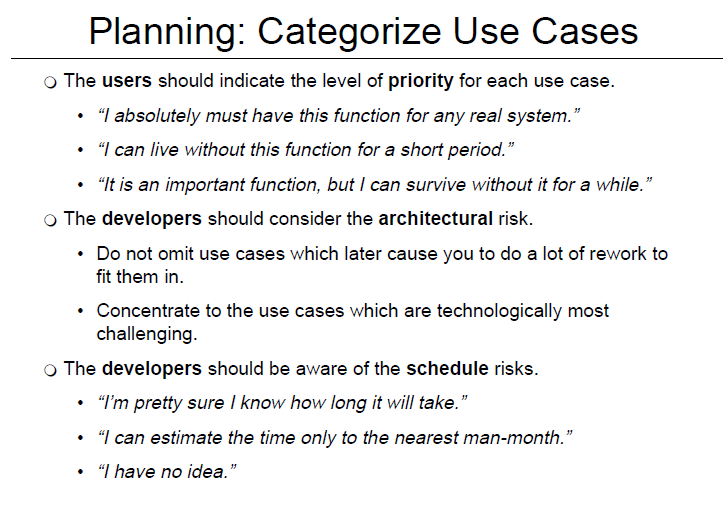 Planning: Categorize Use Cases
The users should indicate the level of priority for each use case.
• “I absolutely must have this function for any real system.”
• “I can live without this function for a short period.”
• “It is an important function, but I can survive without it for a while.”
The developers should consider the architectural risk.
• Do not omit use cases which later cause you to do a lot of rework to
fit them in.
• Concentrate to the use cases which are technologically most
challenging.
The developers should be aware of the schedule risks.
• “I’m pretty sure I know how long it will take.”
• “I can estimate the time only to the nearest man-month.”
• “I have no idea.”